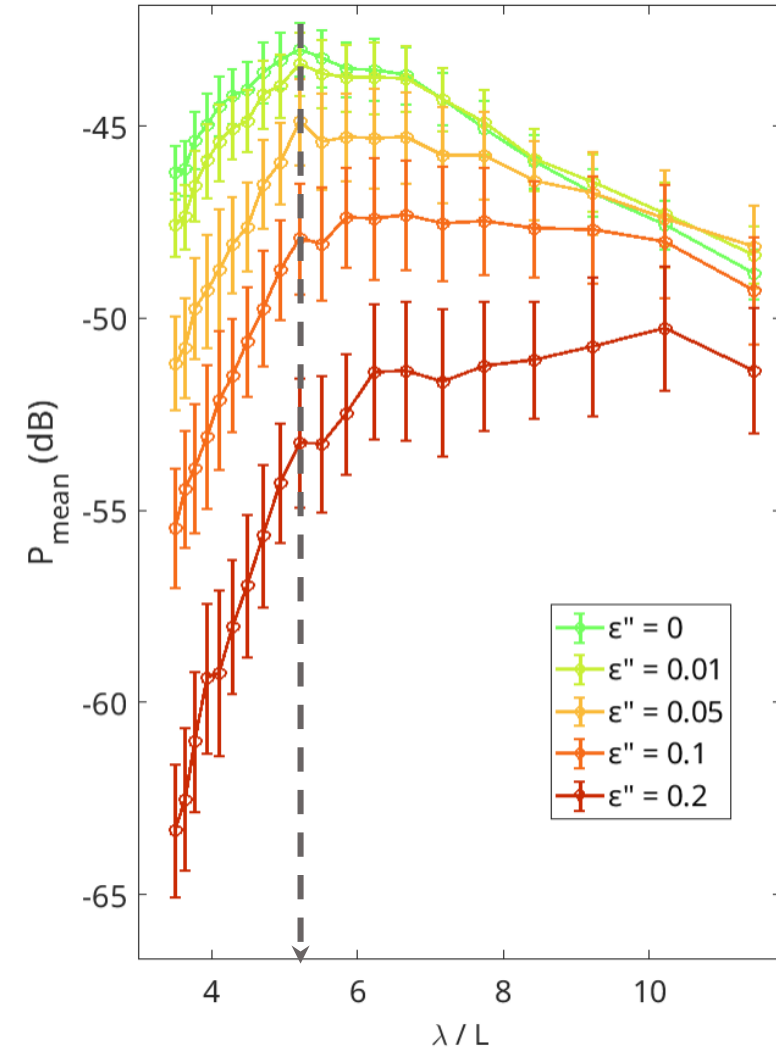 -45
-50
-55
-60
-65
P_mean (dB)
4 6 8 10
λ / L
ε" = 0
ε" = 0.01
ε" = 0.05
ε" = 0.1
ε" = 0.2